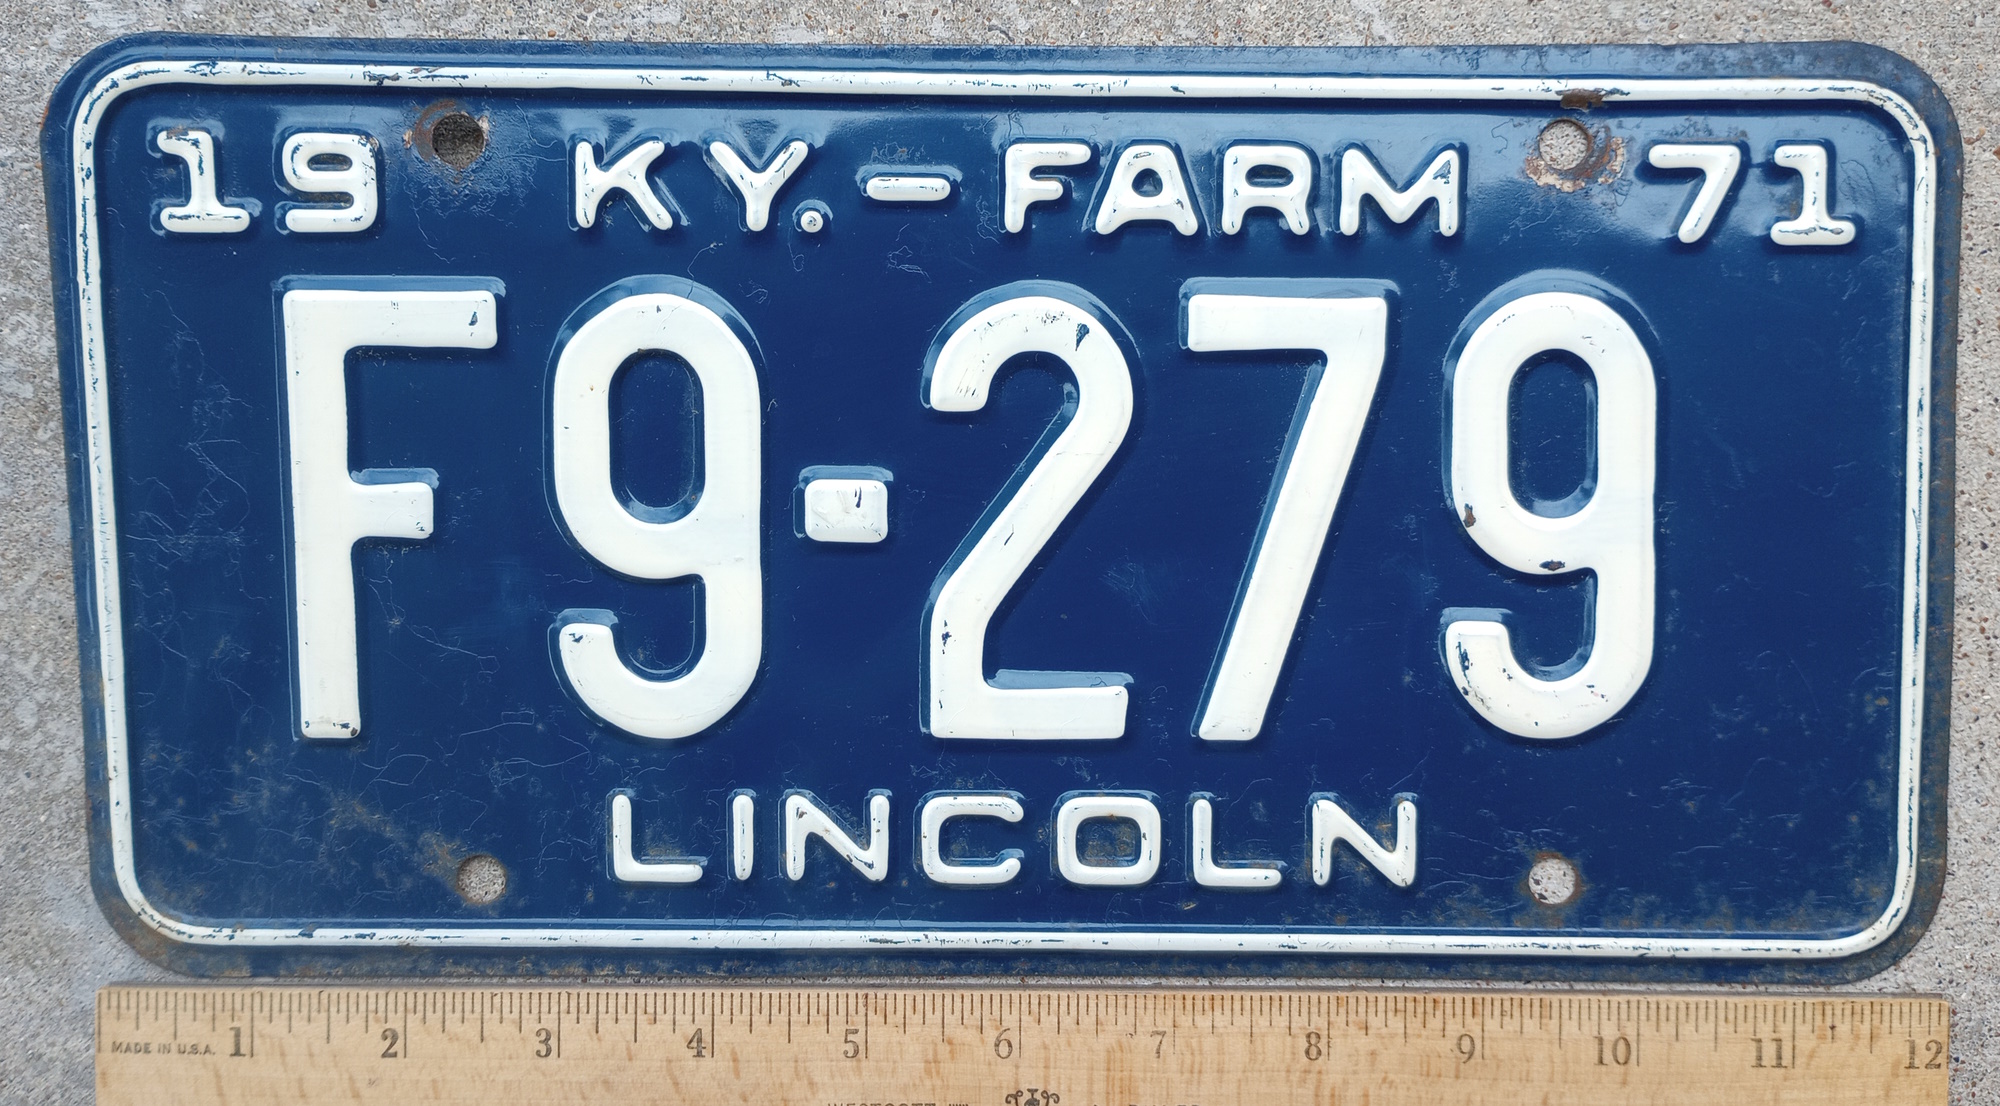 19 KY.-FARM 71
F9-279
LINCOLN
1 2 3 4 5 6 7 8 9 10 11 12
MADE IN U.S.A.